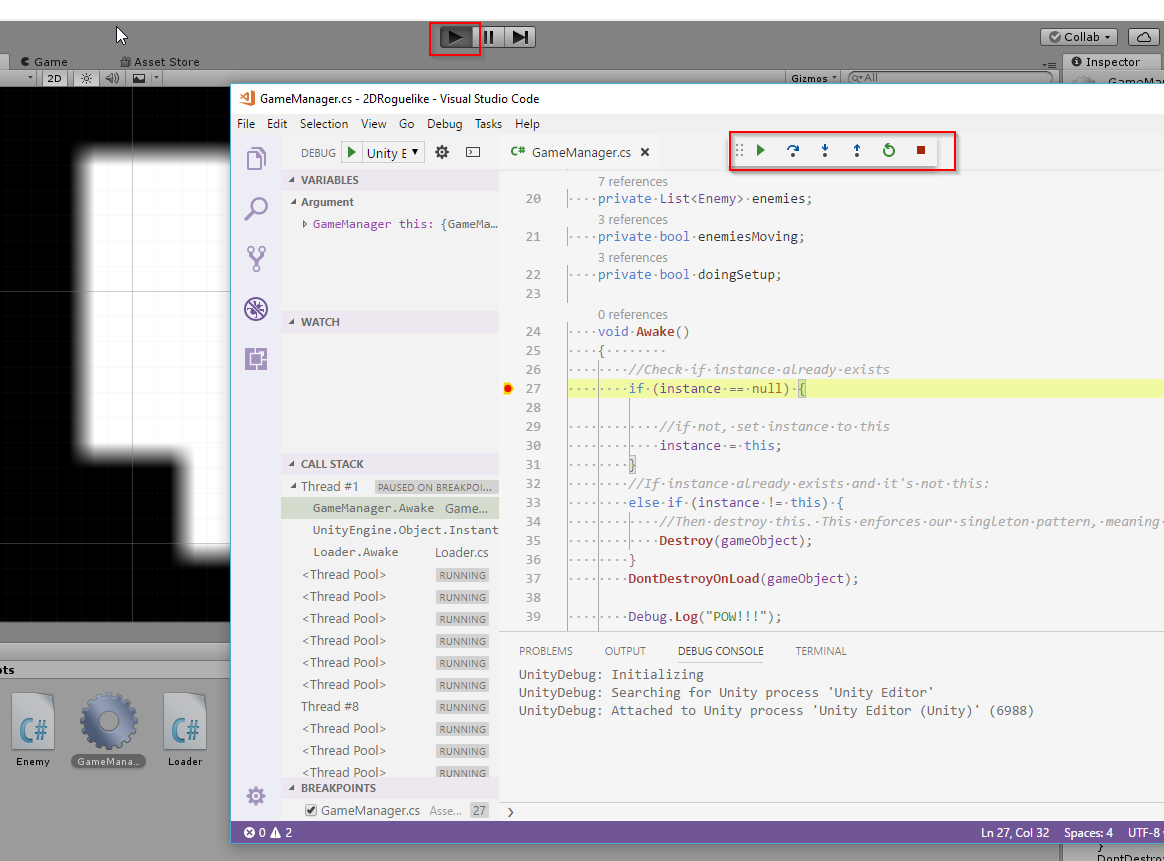 Collab
Game
Asset Store
Inspector
2D
Gizmos
All
GameMa
GameManager.cs - 2DRoguelike - Visual Studio Code
File Edit Selection View Go Debug Tasks Help
DEBUG Unity E
C# GameManager.cs
VARIABLES
Argument
GameManager this: {GameMa…
WATCH
CALL STACK
Thread #1 PAUSED ON BREAKPOI…
GameManager.Awake Game…
UnityEngine.Object.Instant
Loader.Awake Loader.cs
<Thread Pool> RUNNING
<Thread Pool> RUNNING
<Thread Pool> RUNNING
<Thread Pool> RUNNING
<Thread Pool> RUNNING
<Thread Pool> RUNNING
Thread #8 RUNNING
<Thread Pool> RUNNING
<Thread Pool> RUNNING
<Thread Pool> RUNNING
BREAKPOINTS
GameManager.cs Asse… 27
7 references
20 private List<Enemy> enemies;
3 references
21 private bool enemiesMoving;
3 references
22 private bool doingSetup;
23
0 references
24 void Awake()
25 {
26 //Check if instance already exists
27 if (instance == null) {
28
29 //if not, set instance to this
30 instance = this;
31 }
32 //If instance already exists and it's not this:
33 else if (instance != this) {
34 //Then destroy this. This enforces our singleton pattern, meaning
35 Destroy(gameObject);
36 }
37 DontDestroyOnLoad(gameObject);
38
39 Debug.Log("POW!!!");
PROBLEMS OUTPUT DEBUG CONSOLE TERMINAL
UnityDebug: Initializing
UnityDebug: Searching for Unity process 'Unity Editor'
UnityDebug: Attached to Unity process 'Unity Editor (Unity)' (6988)
pts
C#
C#
Enemy
GameMana…
Loader
0 2
Ln 27, Col 32 Spaces: 4 UTF-8
}
DontDestro